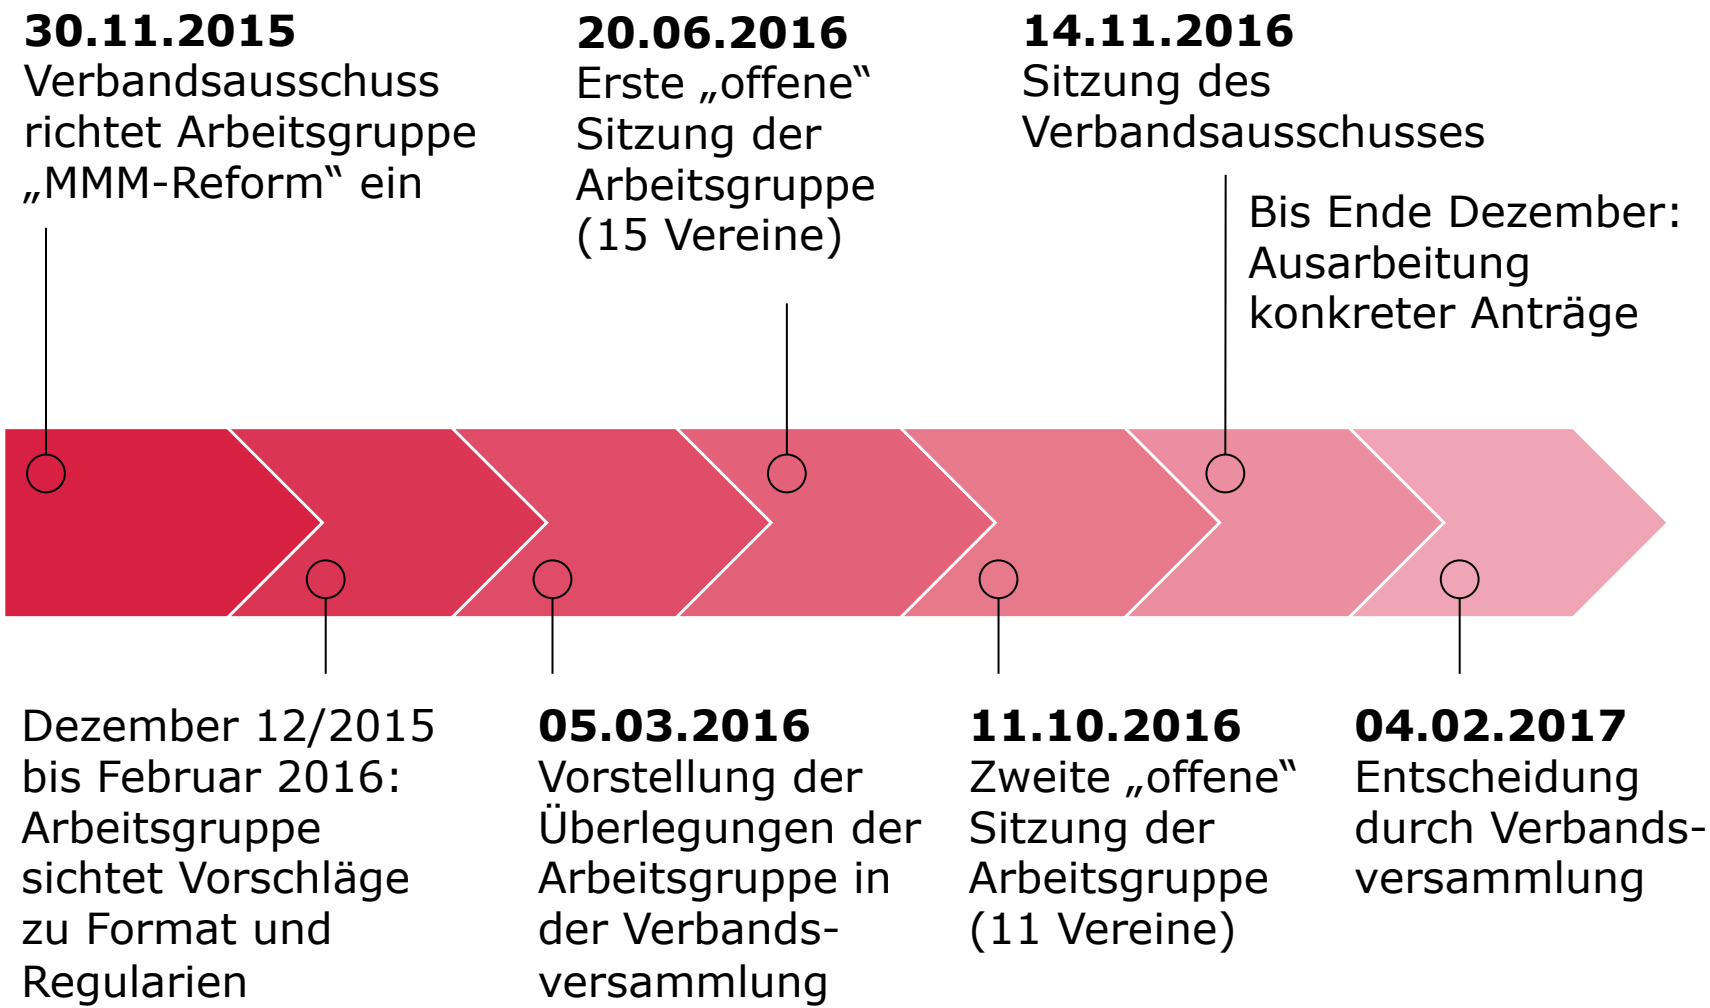 30.11.2015
Verbandsausschuss
richtet Arbeitsgruppe
„MMM-Reform“ ein
20.06.2016
Erste „offene“
Sitzung der
Arbeitsgruppe
(15 Vereine)
14.11.2016
Sitzung des
Verbandsausschusses
Bis Ende Dezember:
Ausarbeitung
konkreter Anträge
Dezember 12/2015
bis Februar 2016:
Arbeitsgruppe
sichtet Vorschläge
zu Format und
Regularien
05.03.2016
Vorstellung der
Überlegungen der
Arbeitsgruppe in
der Verbands-
versammlung
11.10.2016
Zweite „offene“
Sitzung der
Arbeitsgruppe
(11 Vereine)
04.02.2017
Entscheidung
durch Verbands-
versammlung